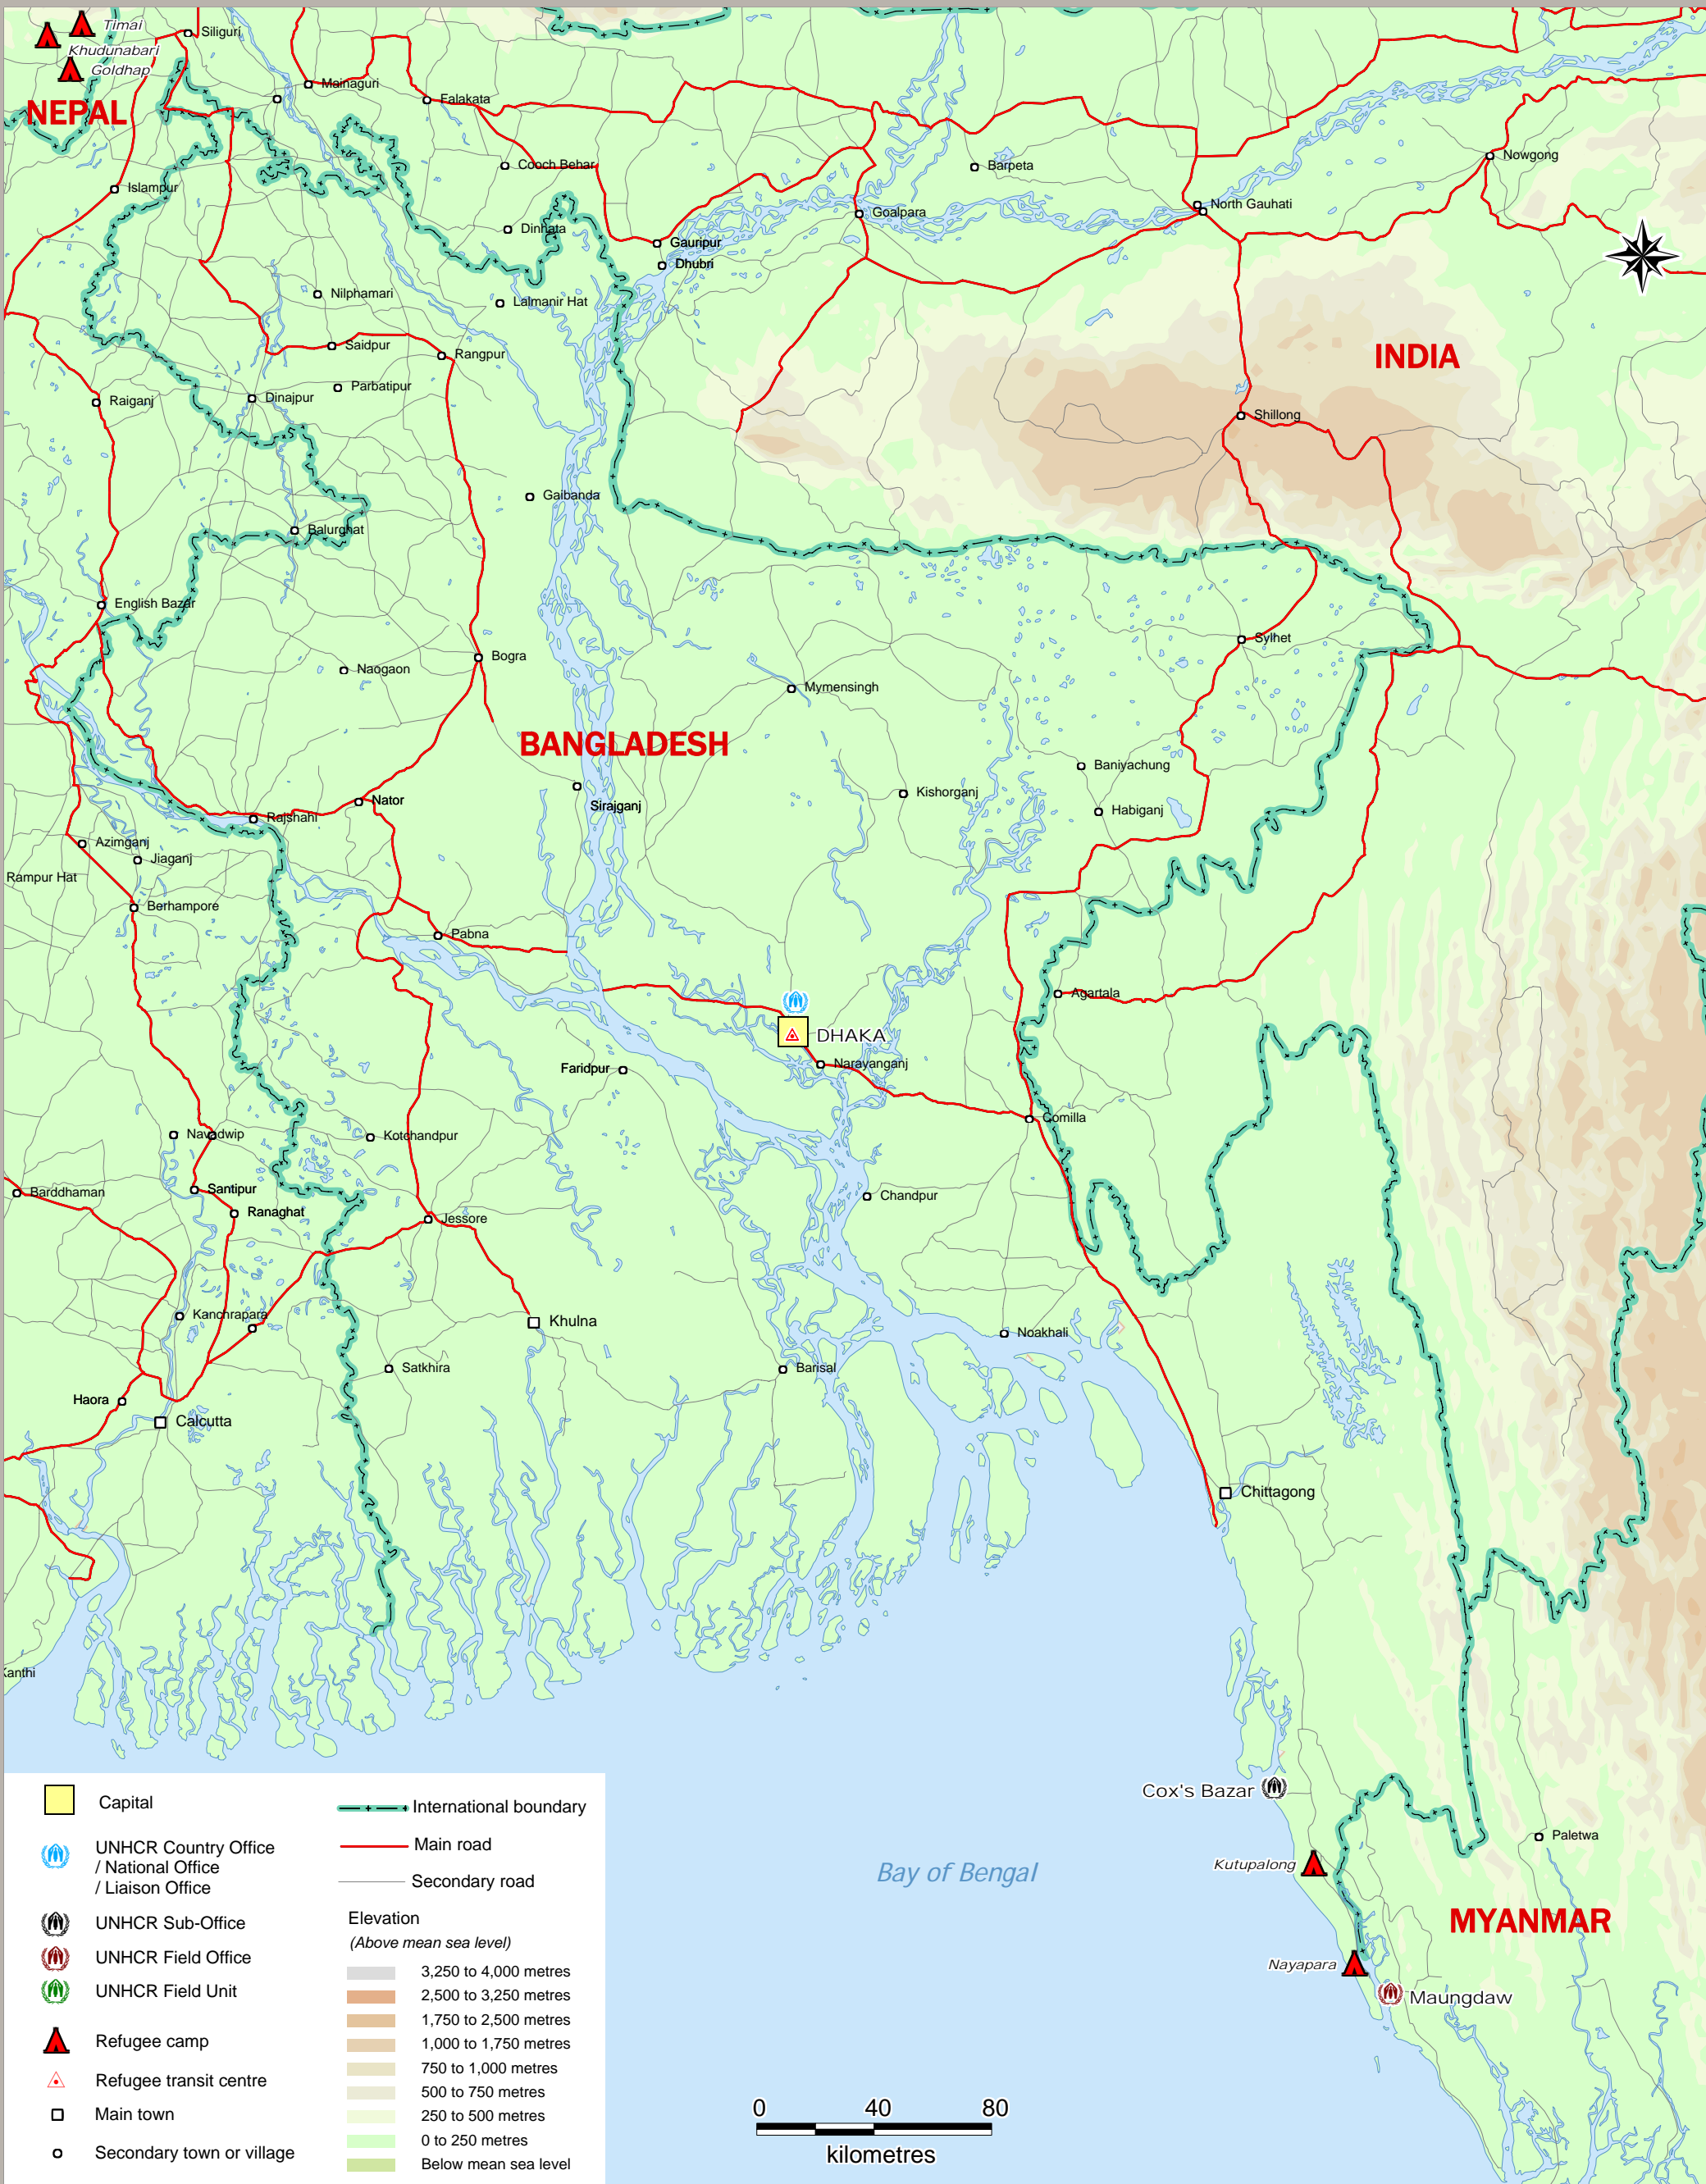 Timai
Siliguri
Khudunabari
Goldhap
Mainaguri
NEPAL
Falakata
Nowgong
Cooch Behar
Barpeta
Islampur
North Gauhati
Goalpara
Dinhata
Gauripur
Dhubri
Nilphamari
Lalmanir Hat
Saidpur
Rangpur
INDIA
Parbatipur
Raiganj
Dinajpur
Shillong
Gaibanda
Balurghat
English Bazar
Sylhet
Bogra
Naogaon
Mymensingh
BANGLADESH
Baniyachung
Kishorganj
Nator
Sirajganj
Habiganj
Rajshahi
Azimganj
Jiaganj
Rampur Hat
Berhampore
Pabna
Agartala
DHAKA
Narayanganj
Faridpur
Comilla
Navadwip
Kotchandpur
Santipur
Barddhaman
Chandpur
Ranaghat
Jessore
Kanchrapara
Khulna
Noakhali
Satkhira
Barisal
Haora
Calcutta
Chittagong
Kanthi
Cox's Bazar
Paletwa
Kutupalong
Bay of Bengal
MYANMAR
Nayapara
Maungdaw
Capital
UNHCR Country Office
/ National Office
/ Liaison Office
UNHCR Sub-Office
UNHCR Field Office
UNHCR Field Unit
Refugee camp
Refugee transit centre
Main town
Secondary town or village
International boundary
Main road
Secondary road
Elevation
(Above mean sea level)
3,250 to 4,000 metres
2,500 to 3,250 metres
1,750 to 2,500 metres
1,000 to 1,750 metres
750 to 1,000 metres
500 to 750 metres
250 to 500 metres
0 to 250 metres
Below mean sea level
0 40 80
kilometres